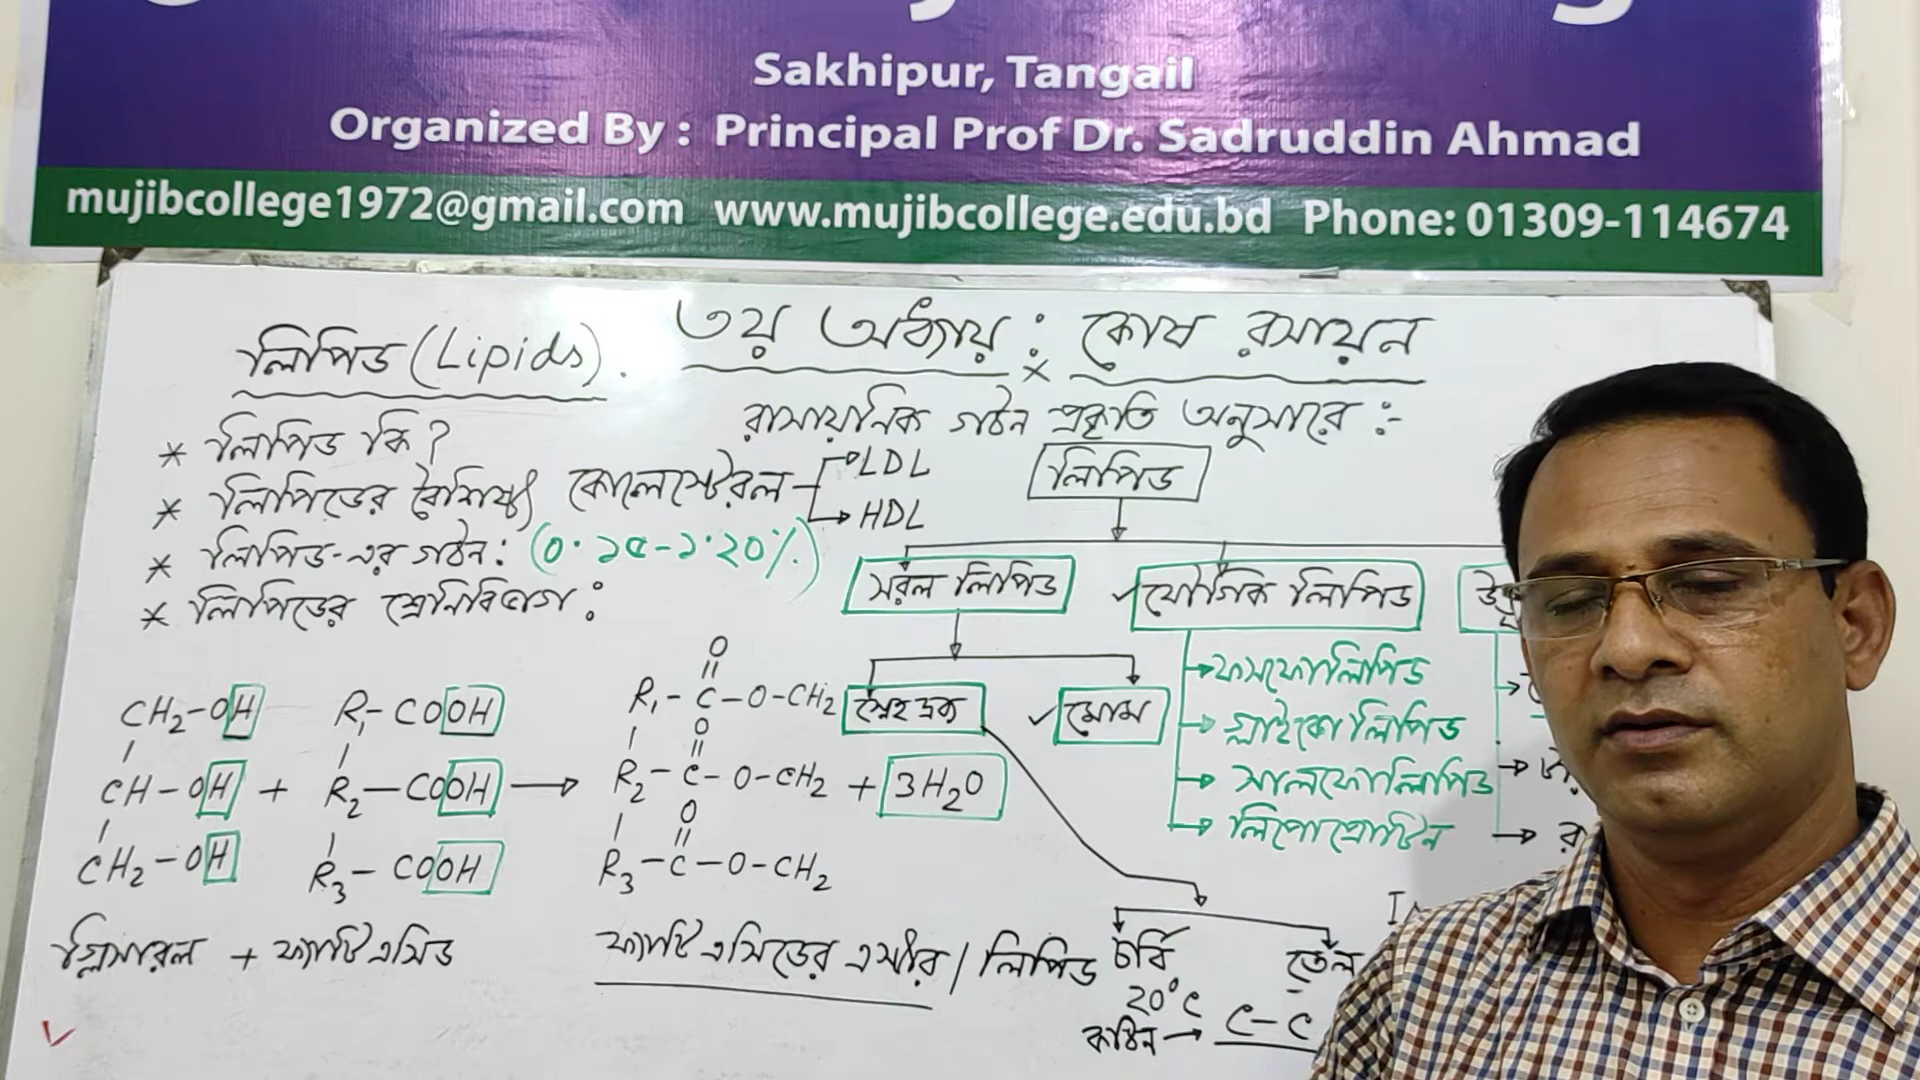 Sakhipur, Tangail
Organized By : Principal Prof Dr. Sadruddin Ahmad
mujibcollege1972@gmail.com www.mujibcollege.edu.bd Phone: 01309-114674
৩য় অধ্যায় : কোষ রসায়ন
লিপিড (Lipids).
* লিপিড কি ?
* লিপিডের বৈশিষ্ট্য
* লিপিড-এর গঠন : (০.১৫-১.২০%)
* লিপিডের শ্রেনিবিভাগ :
কোলেস্টেরল
LDL
HDL
রাসায়নিক গঠন প্রকৃতি অনুসারে :-
লিপিড
সরল লিপিড
যৌগিক লিপিড
স্নেহ দ্রব্য
মোম
ফসফোলিপিড
গ্লাইকোলিপিড
সালফোলিপিড
লিপোপ্রোটিন
CH2-OH
CH-OH +
CH2-OH
R1-COOH
R2-COOH
R3-COOH
O
R1-C-O-CH2
O
R2-C-O-CH2 + 3H2O
O
R3-C-O-CH2
গ্লিসারল + ফ্যাটি এসিড
ফ্যাটি এসিডের এস্টার / লিপিড
চর্বি
তেল
20°C
কঠিন → C-C